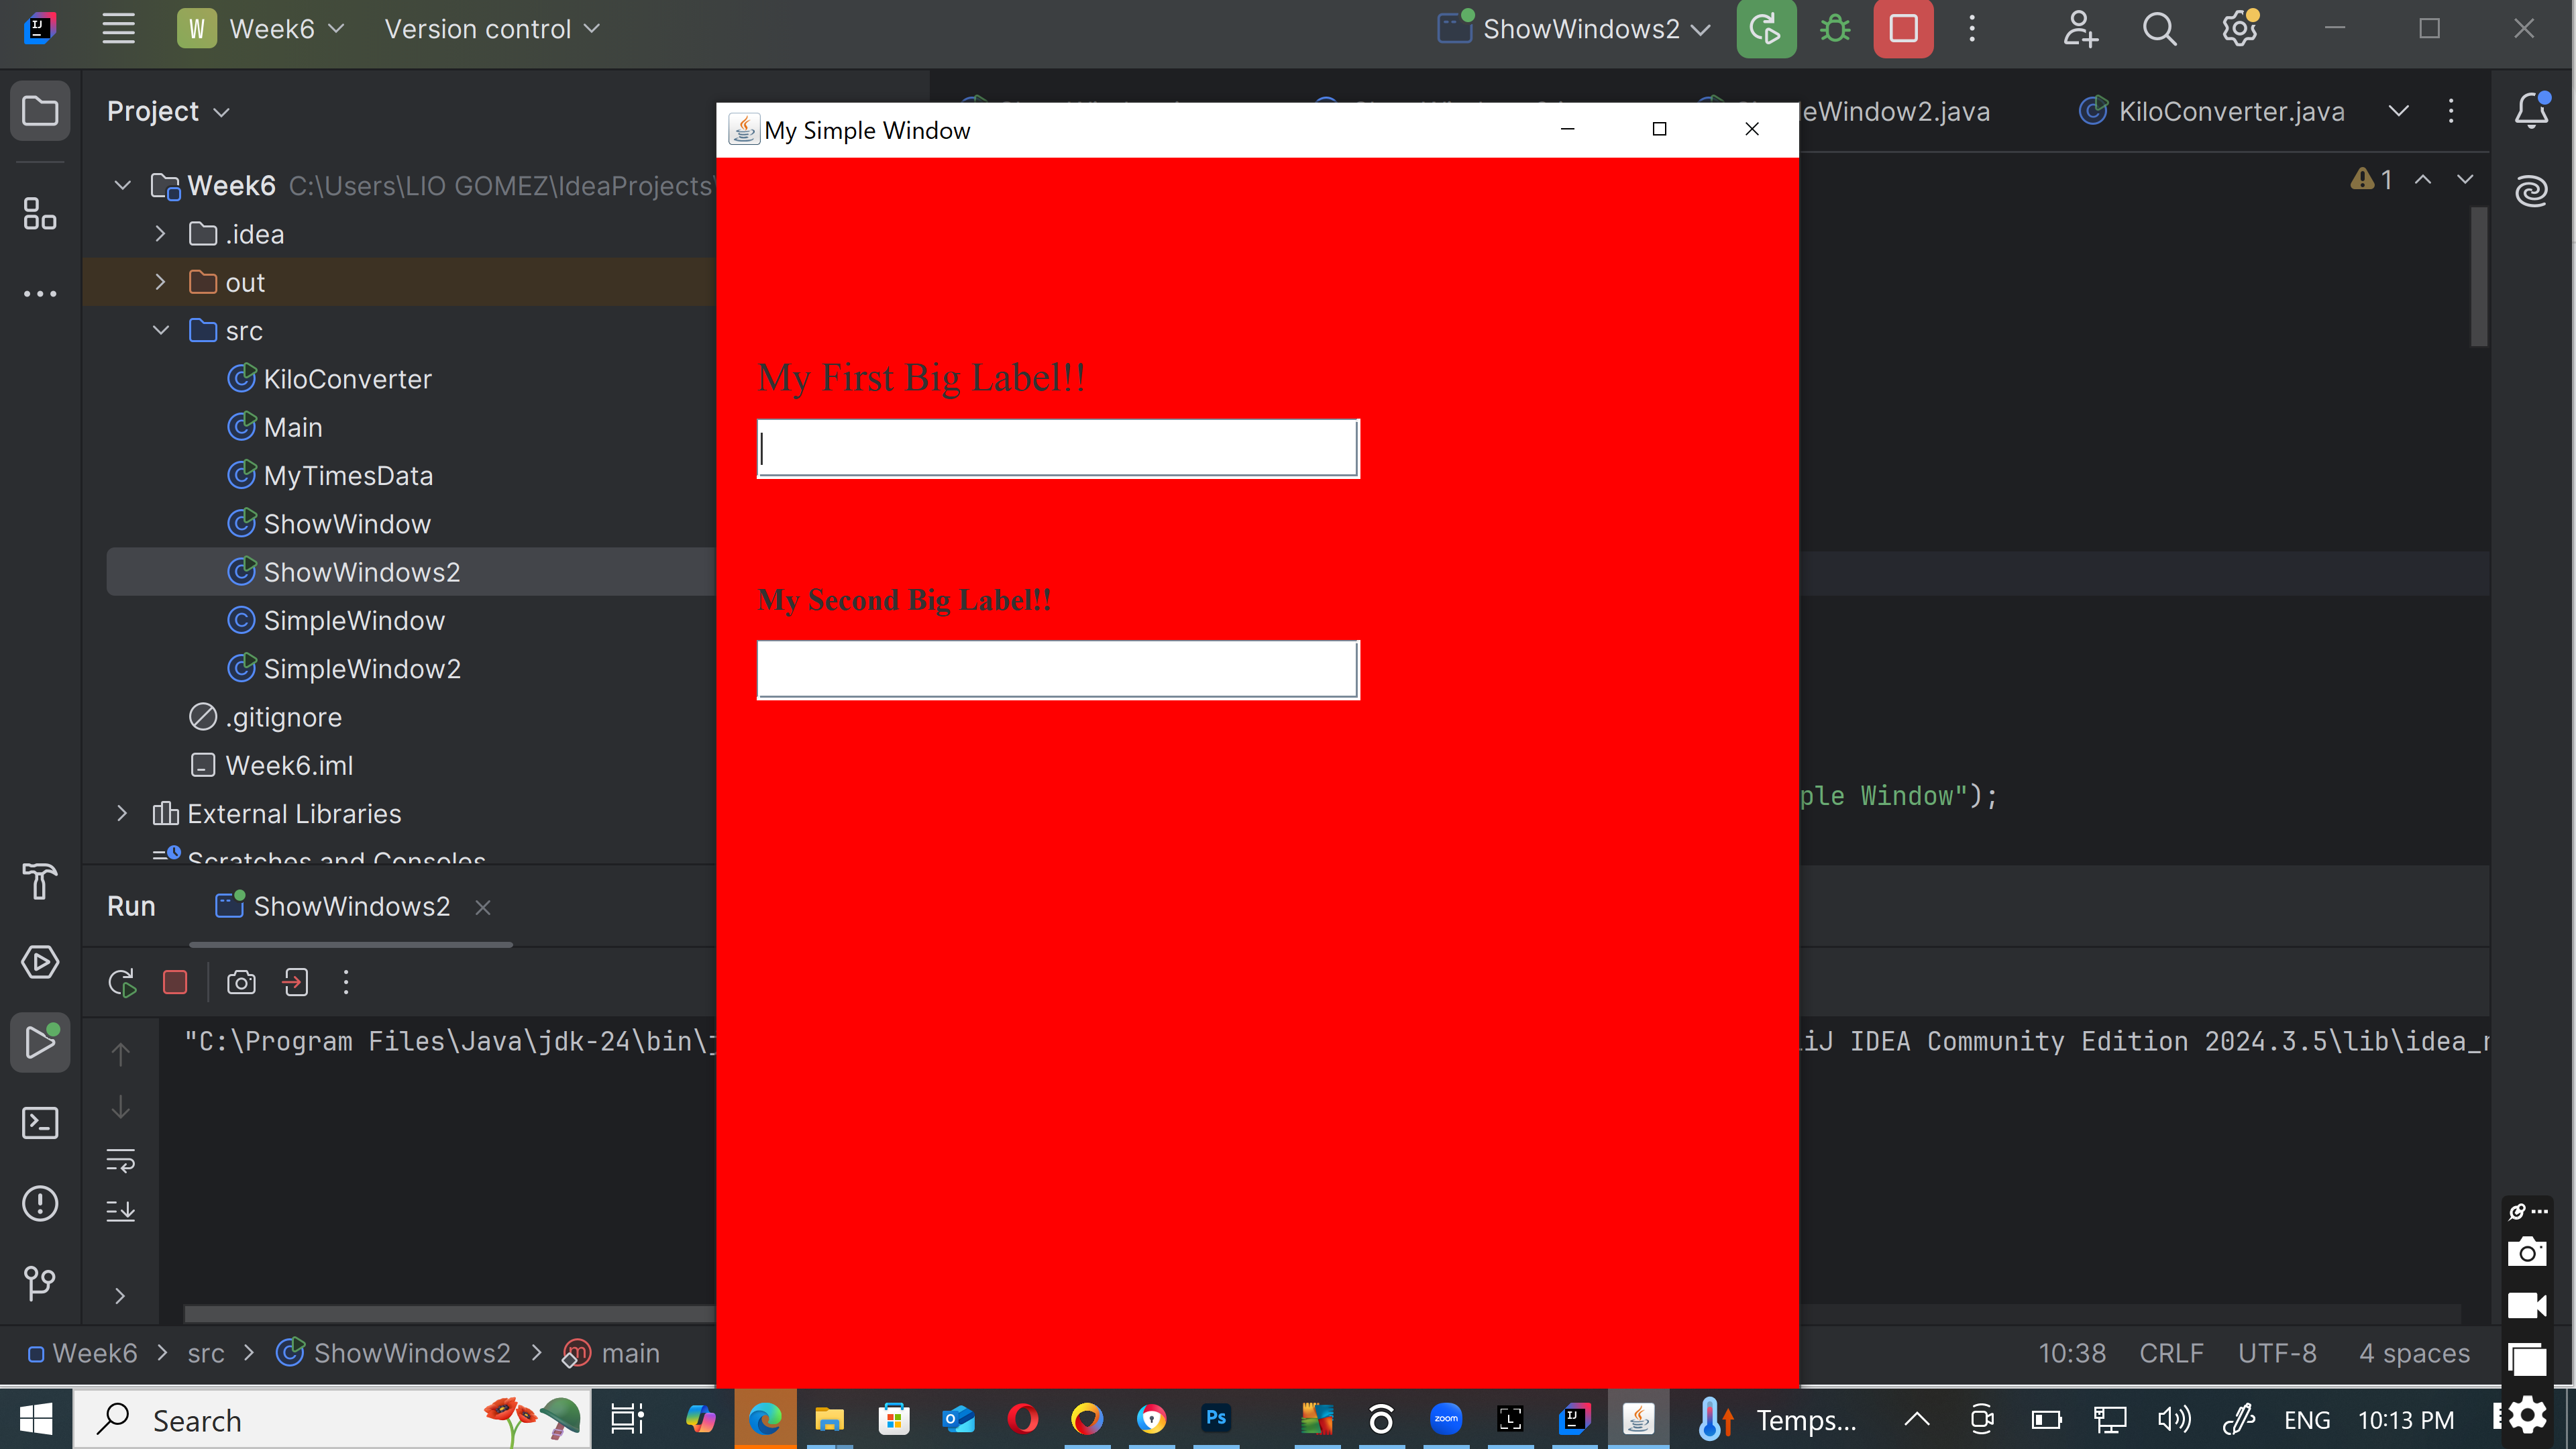 W Week6 Version control ShowWindows2
Project
eWindow2.java KiloConverter.java
My Simple Window
1
Week6 C:\Users\LIO GOMEZ\IdeaProjects\
.idea
out
src
KiloConverter
Main
MyTimesData
ShowWindow
ShowWindows2
SimpleWindow
SimpleWindow2
.gitignore
Week6.iml
External Libraries
Scratches and Consoles
My First Big Label!!
My Second Big Label!!
ple Window");
Run ShowWindows2
"C:\Program Files\Java\jdk-24\bin\j
iJ IDEA Community Edition 2024.3.5\lib\idea_r
Week6 > src > ShowWindows2 > main
10:38 CRLF UTF-8 4 spaces
Search
Ps
zoom
Temps...
ENG
10:13 PM